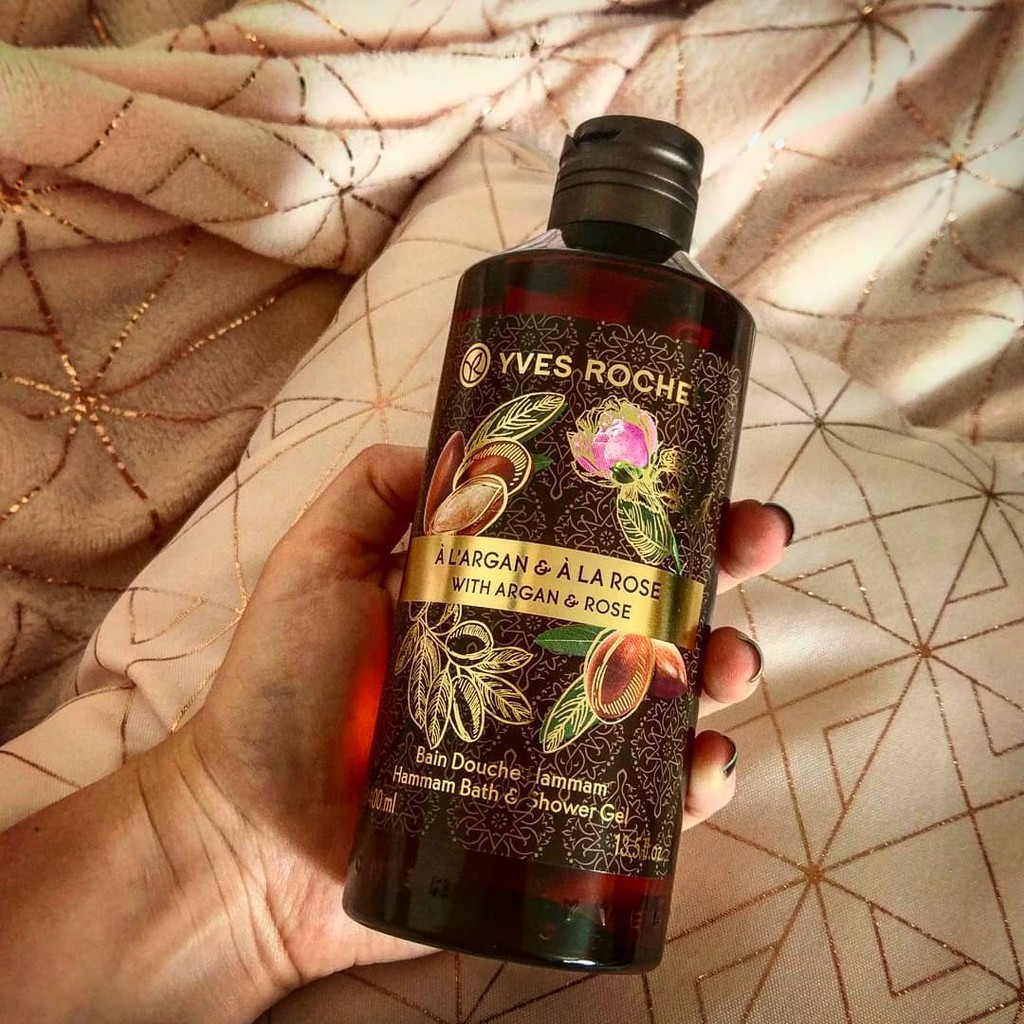 YVES ROCHE
À L'ARGAN & À LA ROSE
WITH ARGAN & ROSE
Bain Douche Hammam
Hammam Bath & Shower Gel
13.5 fl.oz.